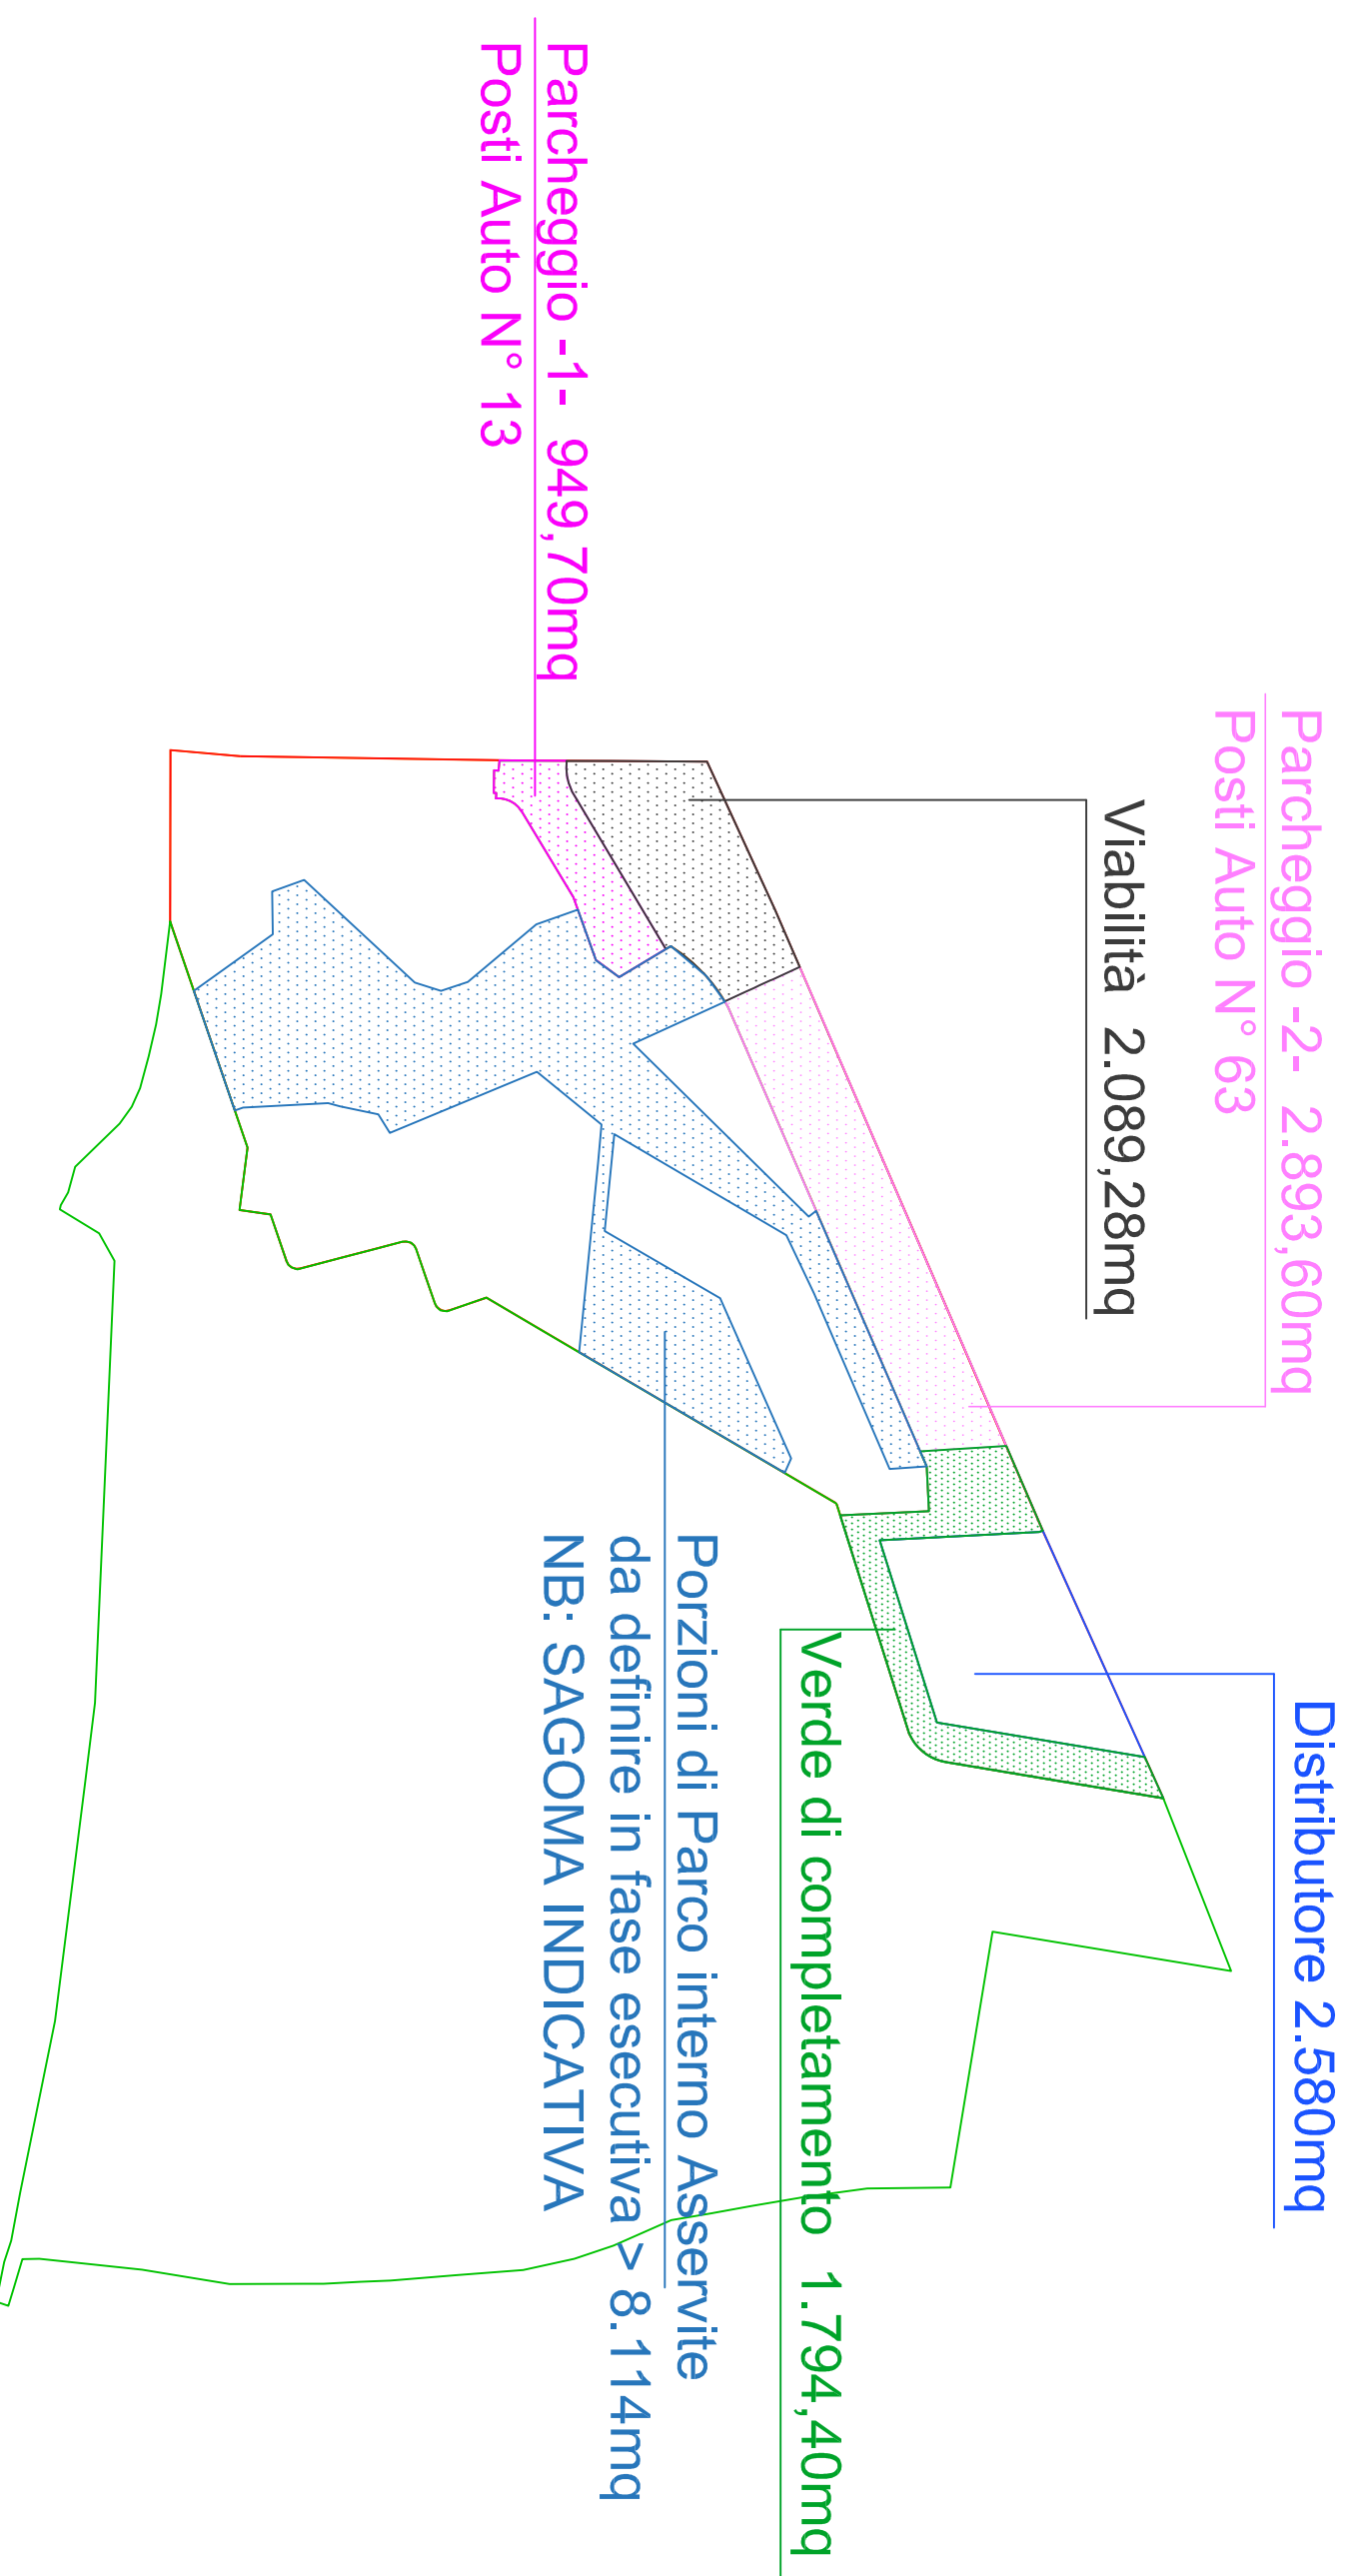 Distributore 2.580mq
Parcheggio -2-  2.893,60mq
Posti Auto N° 63
Viabilità  2.089,28mq
Verde di completamento  1.794,40mq
Porzioni di Parco interno Asservite
da definire in fase esecutiva > 8.114mq
NB: SAGOMA INDICATIVA
Parcheggio -1-  949,70mq
Posti Auto N° 13